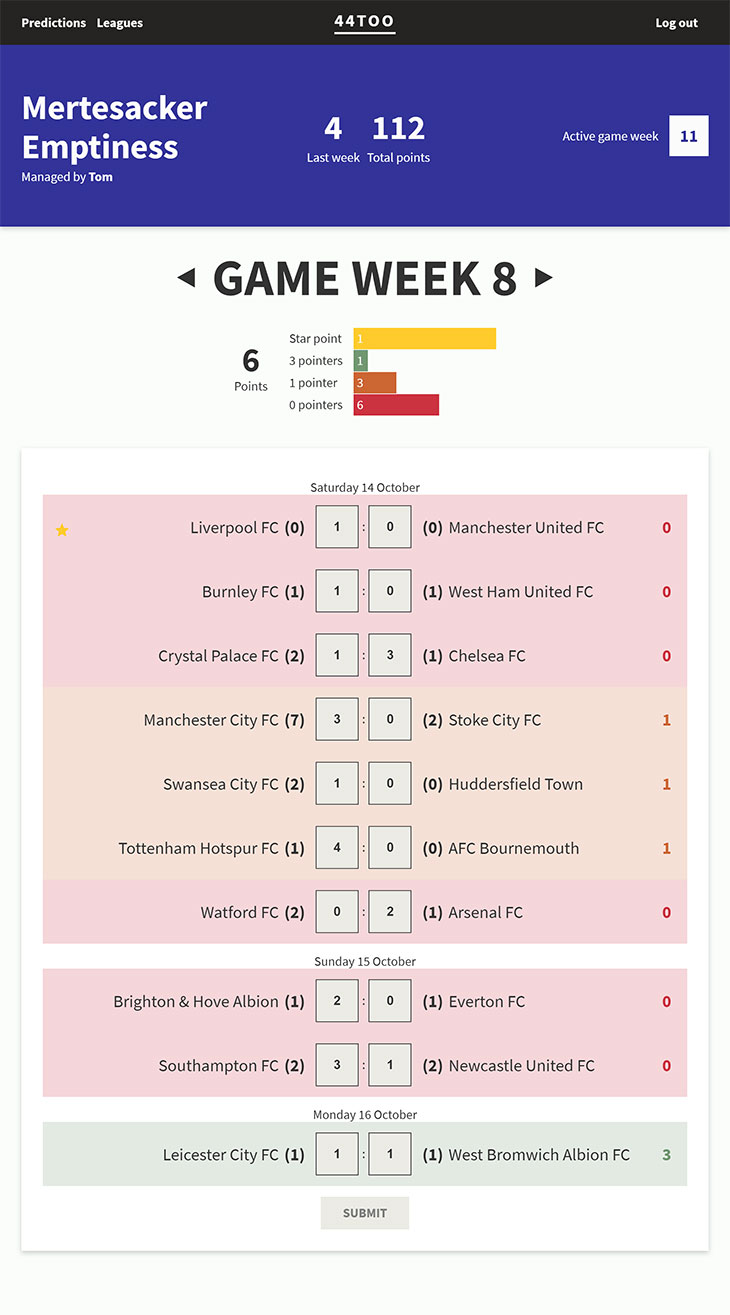 Predictions Leagues 44TOO Log out
Mertesacker
Emptiness
Managed by Tom
4 112
Last week Total points
Active game week 11
GAME WEEK 8
6
Points
Star point 1
3 pointers 1
1 pointer 3
0 pointers 6
Saturday 14 October
Liverpool FC (0) 1 : 0 (0) Manchester United FC 0
Burnley FC (1) 1 : 0 (1) West Ham United FC 0
Crystal Palace FC (2) 1 : 3 (1) Chelsea FC 0
Manchester City FC (7) 3 : 0 (2) Stoke City FC 1
Swansea City FC (2) 1 : 0 (0) Huddersfield Town 1
Tottenham Hotspur FC (1) 4 : 0 (0) AFC Bournemouth 1
Watford FC (2) 0 : 2 (1) Arsenal FC 0
Sunday 15 October
Brighton & Hove Albion (1) 2 : 0 (1) Everton FC 0
Southampton FC (2) 3 : 1 (2) Newcastle United FC 0
Monday 16 October
Leicester City FC (1) 1 : 1 (1) West Bromwich Albion FC 3
SUBMIT